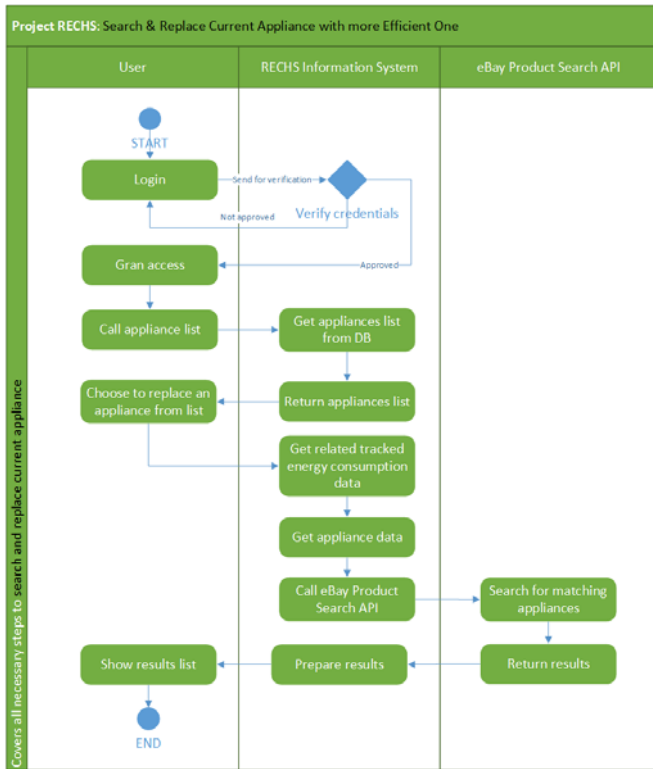 Project RECHS: Search & Replace Current Appliance with more Efficient One
User
RECHS Information System
eBay Product Search API
Covers all necessary steps to search and replace current appliance
START
Login
Send for verification
Verify credentials
Not approved
Approved
Gran access
Call appliance list
Get appliances list
from DB
Choose to replace an
appliance from list
Return appliances list
Get related tracked
energy consumption
data
Get appliance data
Call eBay Product
Search API
Search for matching
appliances
Show results list
Prepare results
Return results
END